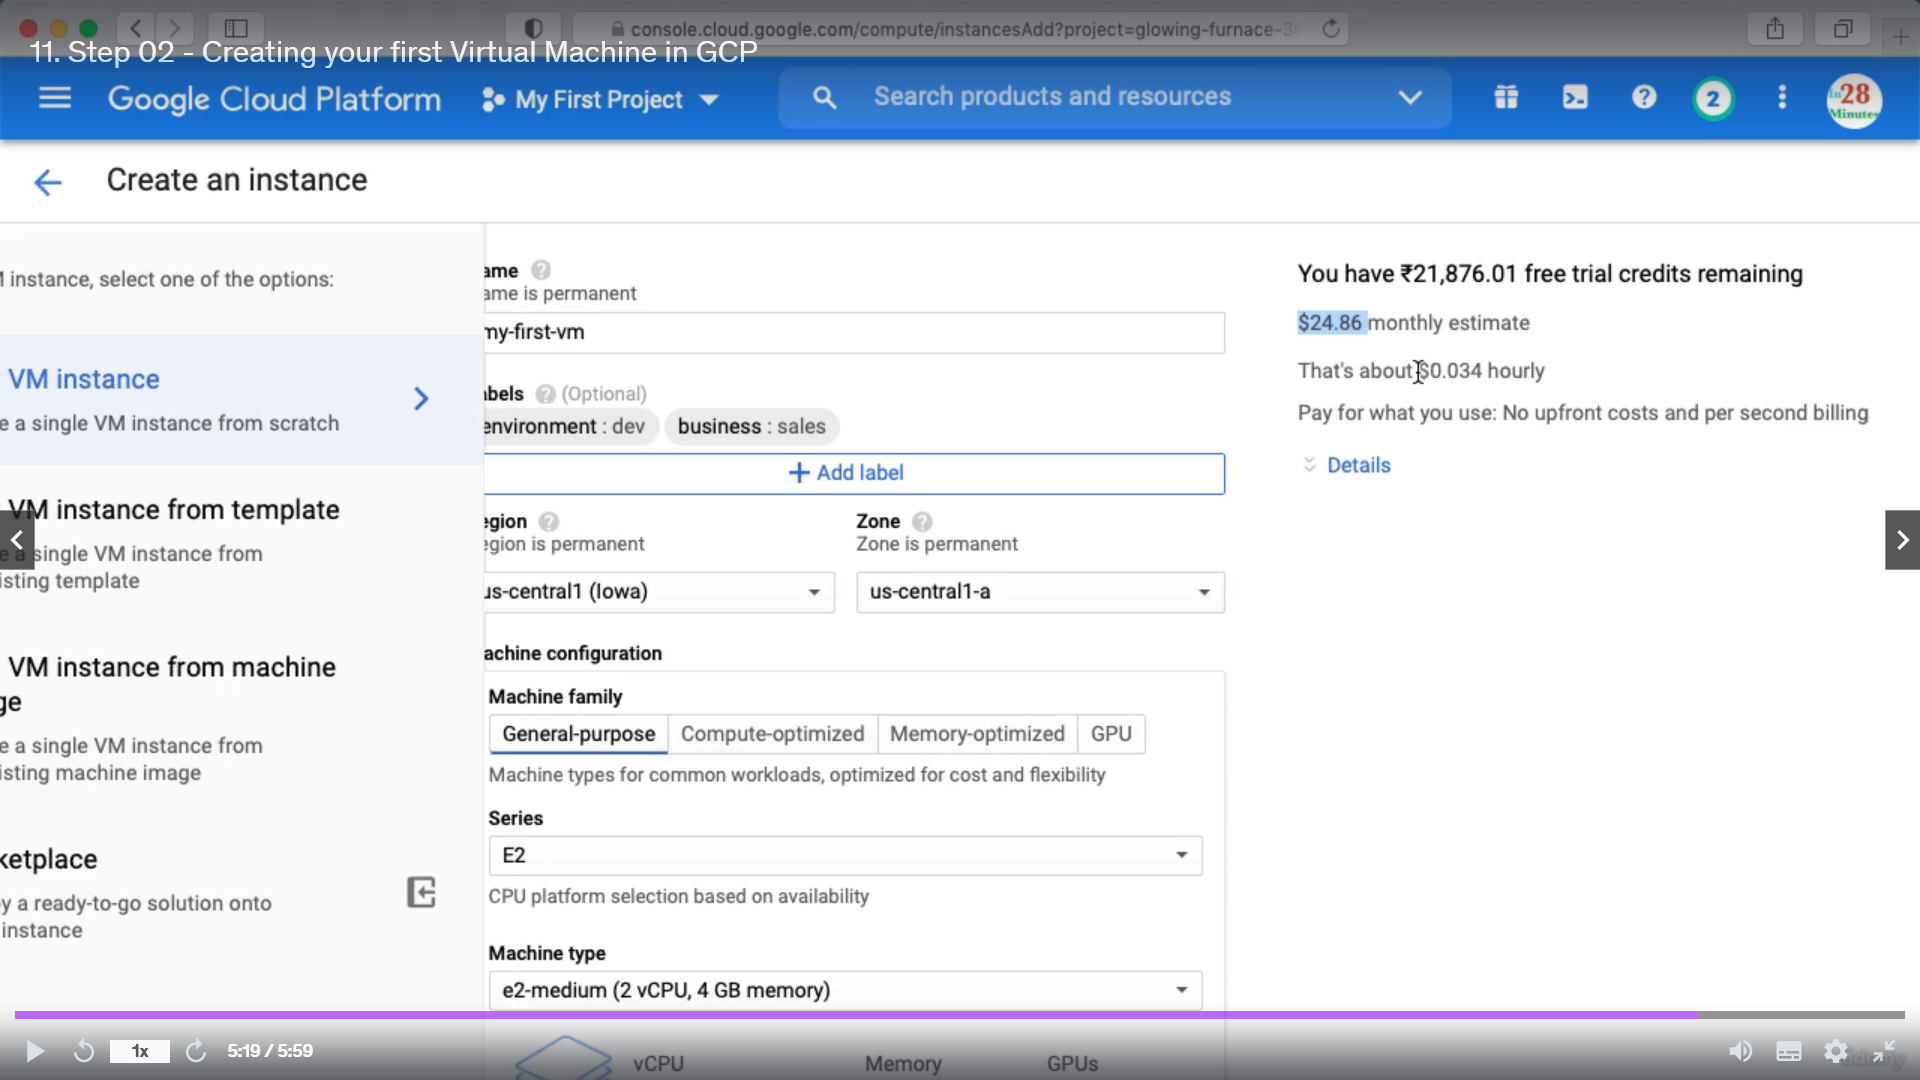 console.cloud.google.com/compute/instancesAdd?project=glowing-furnace-3
11. Step 02 - Creating your first Virtual Machine in GCP
Google Cloud Platform
My First Project
Search products and resources
2
28
Minutes
Create an instance
instance, select one of the options:
VM instance
e a single VM instance from scratch
VM instance from template
e a single VM instance from
isting template
VM instance from machine
ge
e a single VM instance from
isting machine image
ketplace
y a ready-to-go solution onto
instance
ame
ame is permanent
my-first-vm
abels (Optional)
environment : dev
business : sales
+ Add label
egion
egion is permanent
us-central1 (Iowa)
Zone
Zone is permanent
us-central1-a
achine configuration
Machine family
General-purpose
Compute-optimized
Memory-optimized
GPU
Machine types for common workloads, optimized for cost and flexibility
Series
E2
CPU platform selection based on availability
Machine type
e2-medium (2 vCPU, 4 GB memory)
vCPU
Memory
GPUs
You have ₹21,876.01 free trial credits remaining
$24.86 monthly estimate
That's about $0.034 hourly
Pay for what you use: No upfront costs and per second billing
Details
1x
5:19 / 5:59